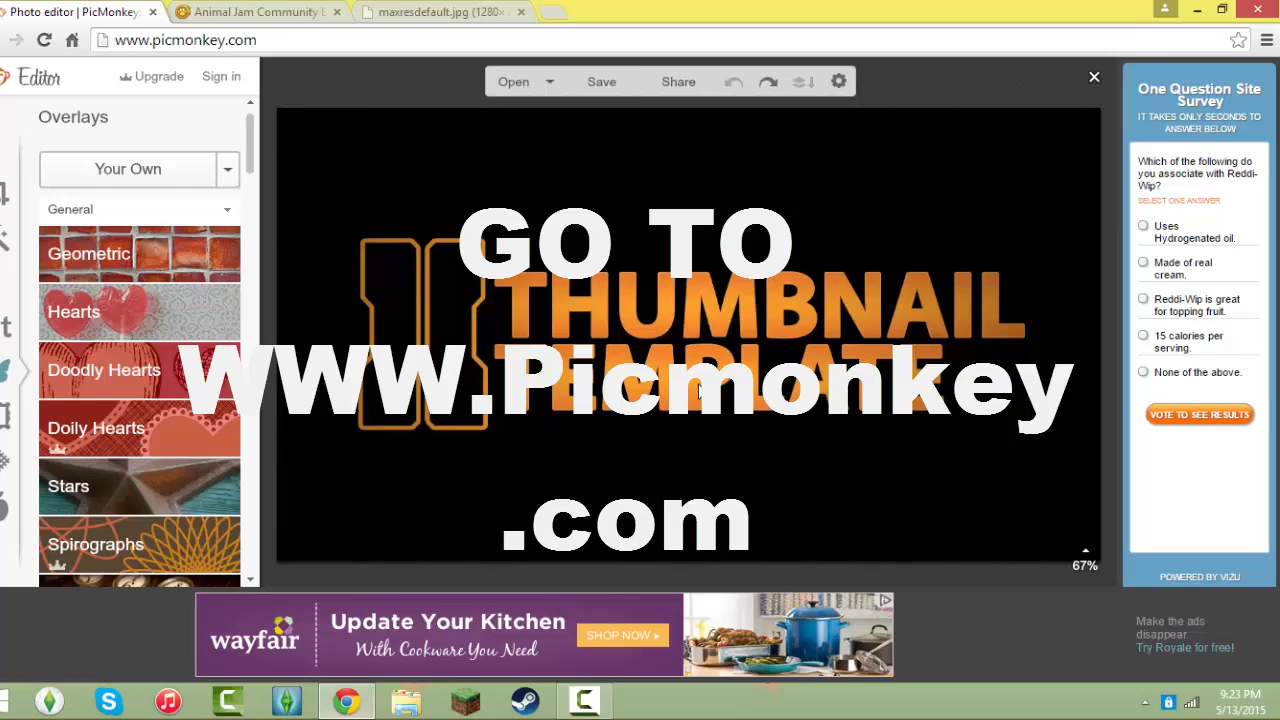 Photo editor | PicMonkey:
Animal Jam Community
maxresdefault.jpg (1280×
www.picmonkey.com
Editor
Upgrade
Sign in
Open
Save
Share
Overlays
Your Own
General
Geometric
Hearts
Doodly Hearts
Doily Hearts
Stars
Spirographs
GO TO
THUMBNAIL
TEMPLATE
WWW.Picmonkey
.com
67%
One Question Site
Survey
IT TAKES ONLY SECONDS TO
ANSWER BELOW
Which of the following do
you associate with Reddi-
Wip?
SELECT ONE ANSWER
Uses
Hydrogenated oil.
Made of real
cream.
Reddi-Wip is great
for topping fruit.
15 calories per
serving.
None of the above.
VOTE TO SEE RESULTS
POWERED BY VIZU
wayfair
Update Your Kitchen
With Cookware You Need
SHOP NOW
Make the ads
disappear.
Try Royale for free!
9:23 PM
5/13/2015